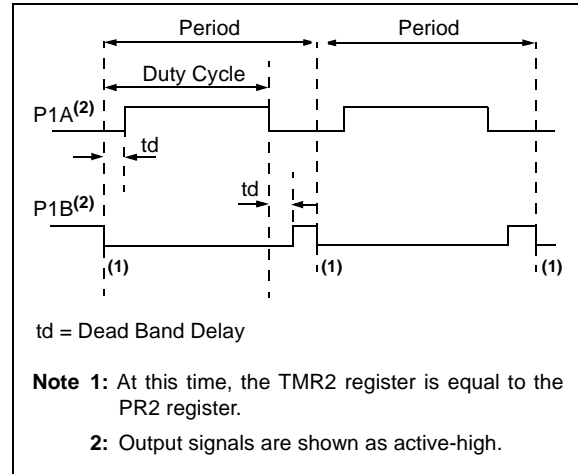 Period Period
Duty Cycle
P1A(2)
td
td
P1B(2)
(1) (1) (1)
td = Dead Band Delay
Note 1: At this time, the TMR2 register is equal to the
PR2 register.
2: Output signals are shown as active-high.